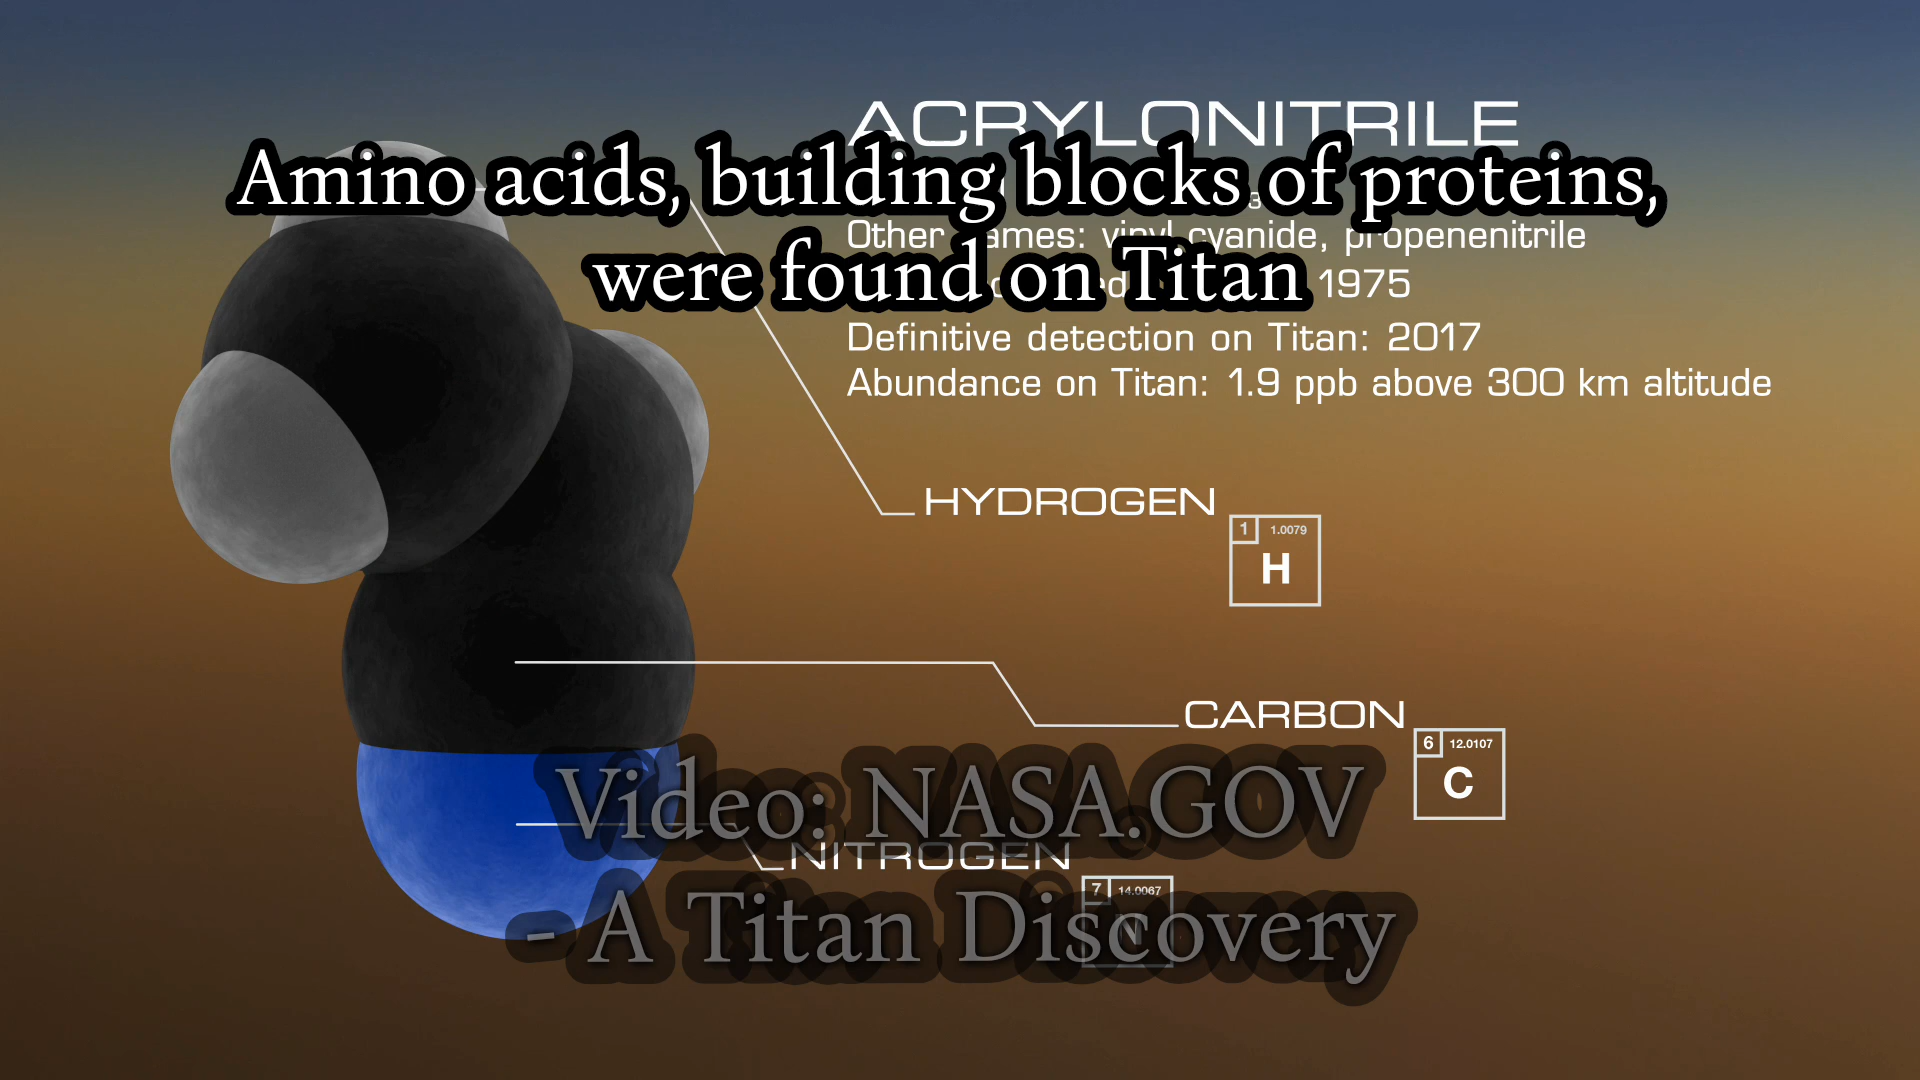 ACRYLONITRILE
Amino acids, building blocks of proteins,
3
Other names: vinyl cyanide, propenenitrile
were found on Titan
1975
Definitive detection on Titan: 2017
Abundance on Titan: 1.9 ppb above 300 km altitude
HYDROGEN
1 1.0079
H
CARBON
6 12.0107
C
Video: NASA.GOV
NITROGEN
7 14.0067
N
- A Titan Discovery